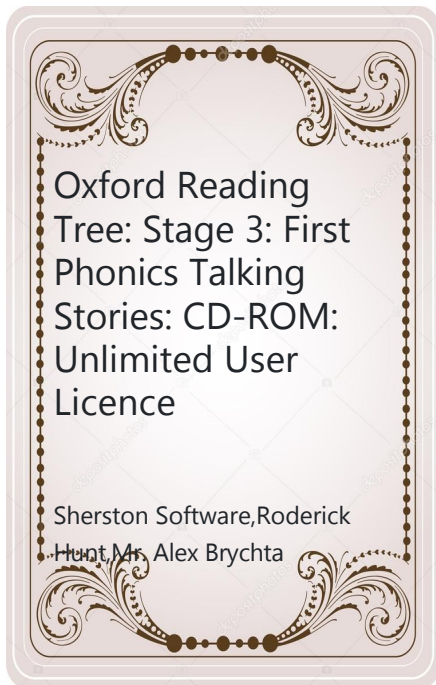 Oxford Reading
Tree: Stage 3: First
Phonics Talking
Stories: CD-ROM:
Unlimited User
Licence
Sherston Software,Roderick
Hunt,Mr. Alex Brychta